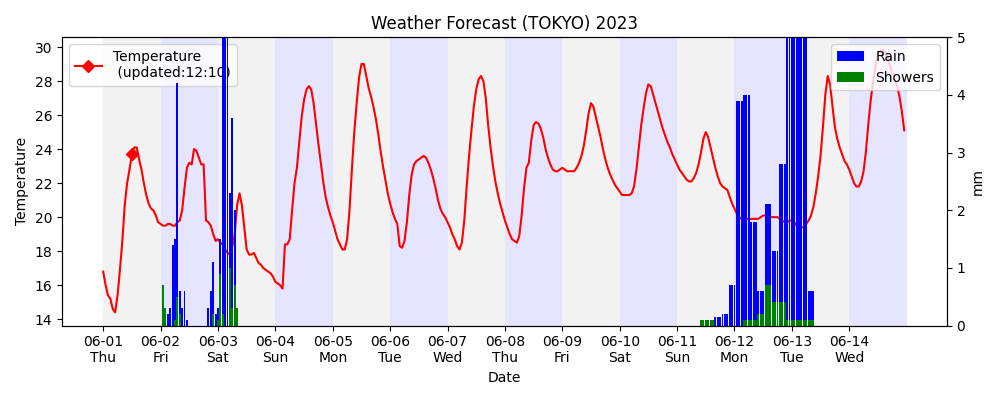 Weather Forecast (TOKYO) 2023
Temperature
(updated:12:10)
Rain
Showers
30
28
26
24
22
20
18
16
14
Temperature
5
4
3
2
1
0
mm
06-01 06-02 06-03 06-04 06-05 06-06 06-07 06-08 06-09 06-10 06-11 06-12 06-13 06-14
Thu Fri Sat Sun Mon Tue Wed Thu Fri Sat Sun Mon Tue Wed
Date